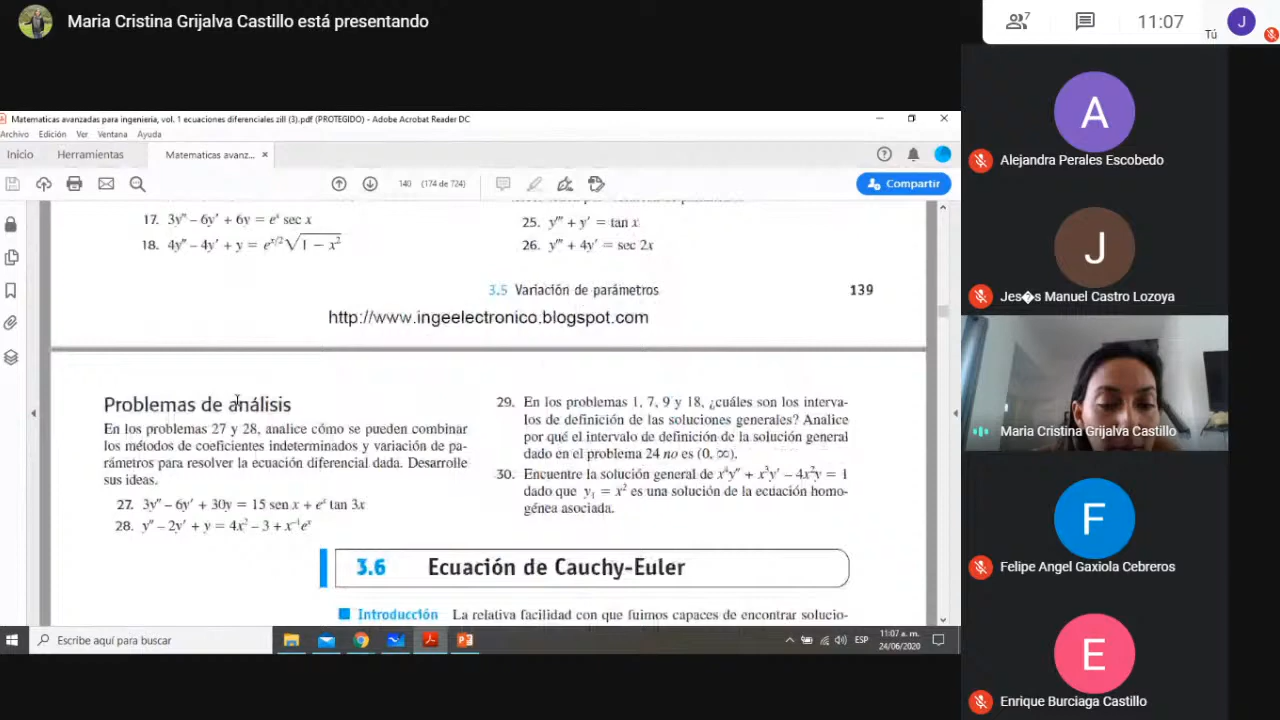 Maria Cristina Grijalva Castillo está presentando
7
11:07
Tú
J
Matematicas avanzadas para ingenieria, vol. 1 ecuaciones diferenciales zill (3).pdf (PROTEGIDO) - Adobe Acrobat Reader DC
Archivo Edición Ver Ventana Ayuda
Inicio Herramientas Matematicas avanz... ×
140 (174 de 724)
Compartir
17. 3y″ − 6y′ + 6y = eˣ sec x
18. 4y″ − 4y′ + y = e^(x/2) √(1 − x²)
25. y‴ + y′ = tan x
26. y‴ + 4y′ = sec 2x
3.5 Variación de parámetros 139
http://www.ingeelectronico.blogspot.com
Problemas de análisis
En los problemas 27 y 28, analice cómo se pueden combinar
los métodos de coeficientes indeterminados y variación de pa-
rámetros para resolver la ecuación diferencial dada. Desarrolle
sus ideas.
27. 3y″ − 6y′ + 30y = 15 sen x + eˣ tan 3x
28. y″ − 2y′ + y = 4x² − 3 + x⁻¹eˣ
29. En los problemas 1, 7, 9 y 18, ¿cuáles son los interva-
los de definición de las soluciones generales? Analice
por qué el intervalo de definición de la solución general
dado en el problema 24 no es (0, ∞).
30. Encuentre la solución general de x⁴y″ + x³y′ − 4x²y = 1
dado que y₁ = x² es una solución de la ecuación homo-
génea asociada.
3.6 Ecuación de Cauchy-Euler
Introducción La relativa facilidad con que fuimos capaces de encontrar solucio-
Escribe aquí para buscar
ESP
11:07 a. m.
24/06/2020
A
Alejandra Perales Escobedo
J
Jes�s Manuel Castro Lozoya
Maria Cristina Grijalva Castillo
F
Felipe Angel Gaxiola Cebreros
E
Enrique Burciaga Castillo